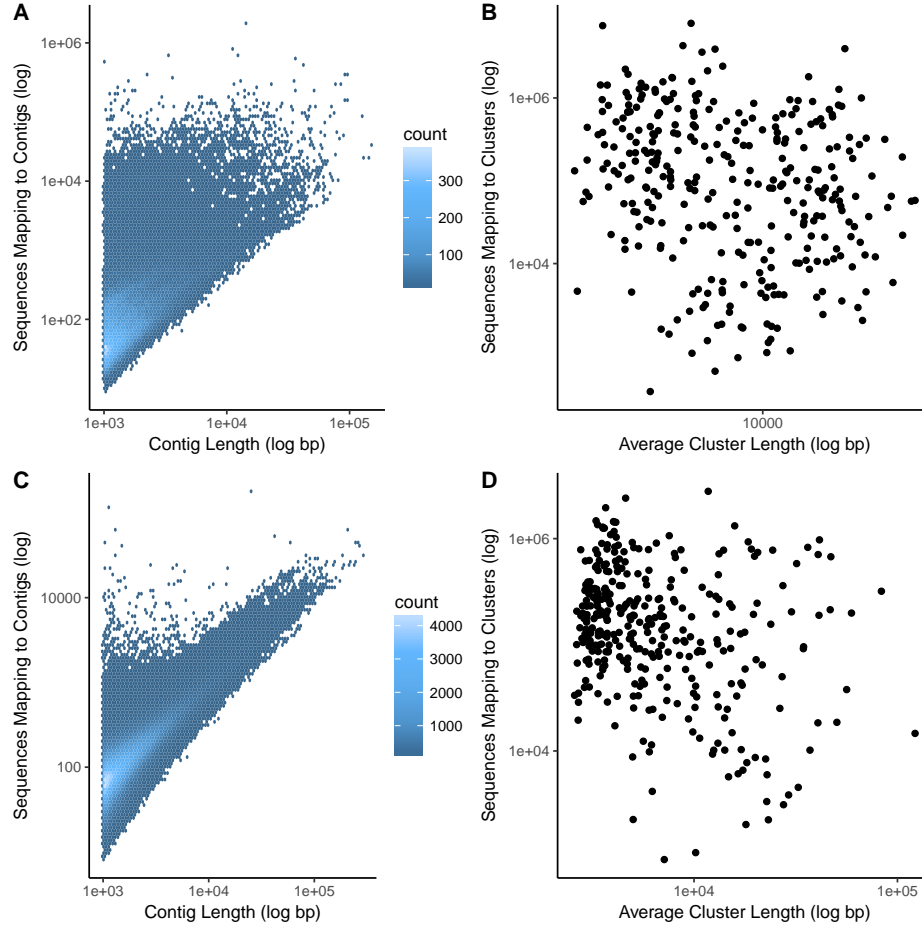 A
Sequences Mapping to Contigs (log)
1e+06
1e+04
1e+02
1e+03
1e+04
1e+05
Contig Length (log bp)
count
300
200
100
B
Sequences Mapping to Clusters (log)
1e+06
1e+04
10000
Average Cluster Length (log bp)
C
Sequences Mapping to Contigs (log)
10000
100
1e+03
1e+04
1e+05
Contig Length (log bp)
count
4000
3000
2000
1000
D
Sequences Mapping to Clusters (log)
1e+06
1e+04
1e+04
1e+05
Average Cluster Length (log bp)